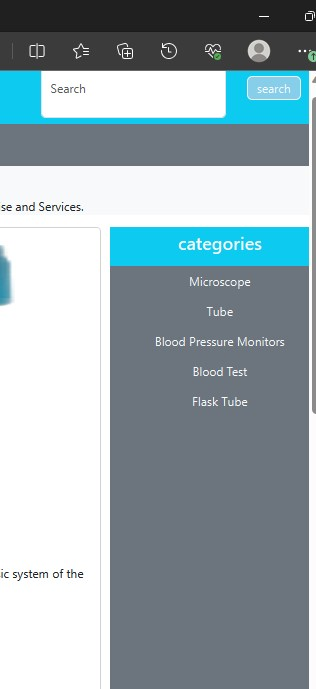 Search
search
se and Services.
categories
Microscope
Tube
Blood Pressure Monitors
Blood Test
Flask Tube
ic system of the